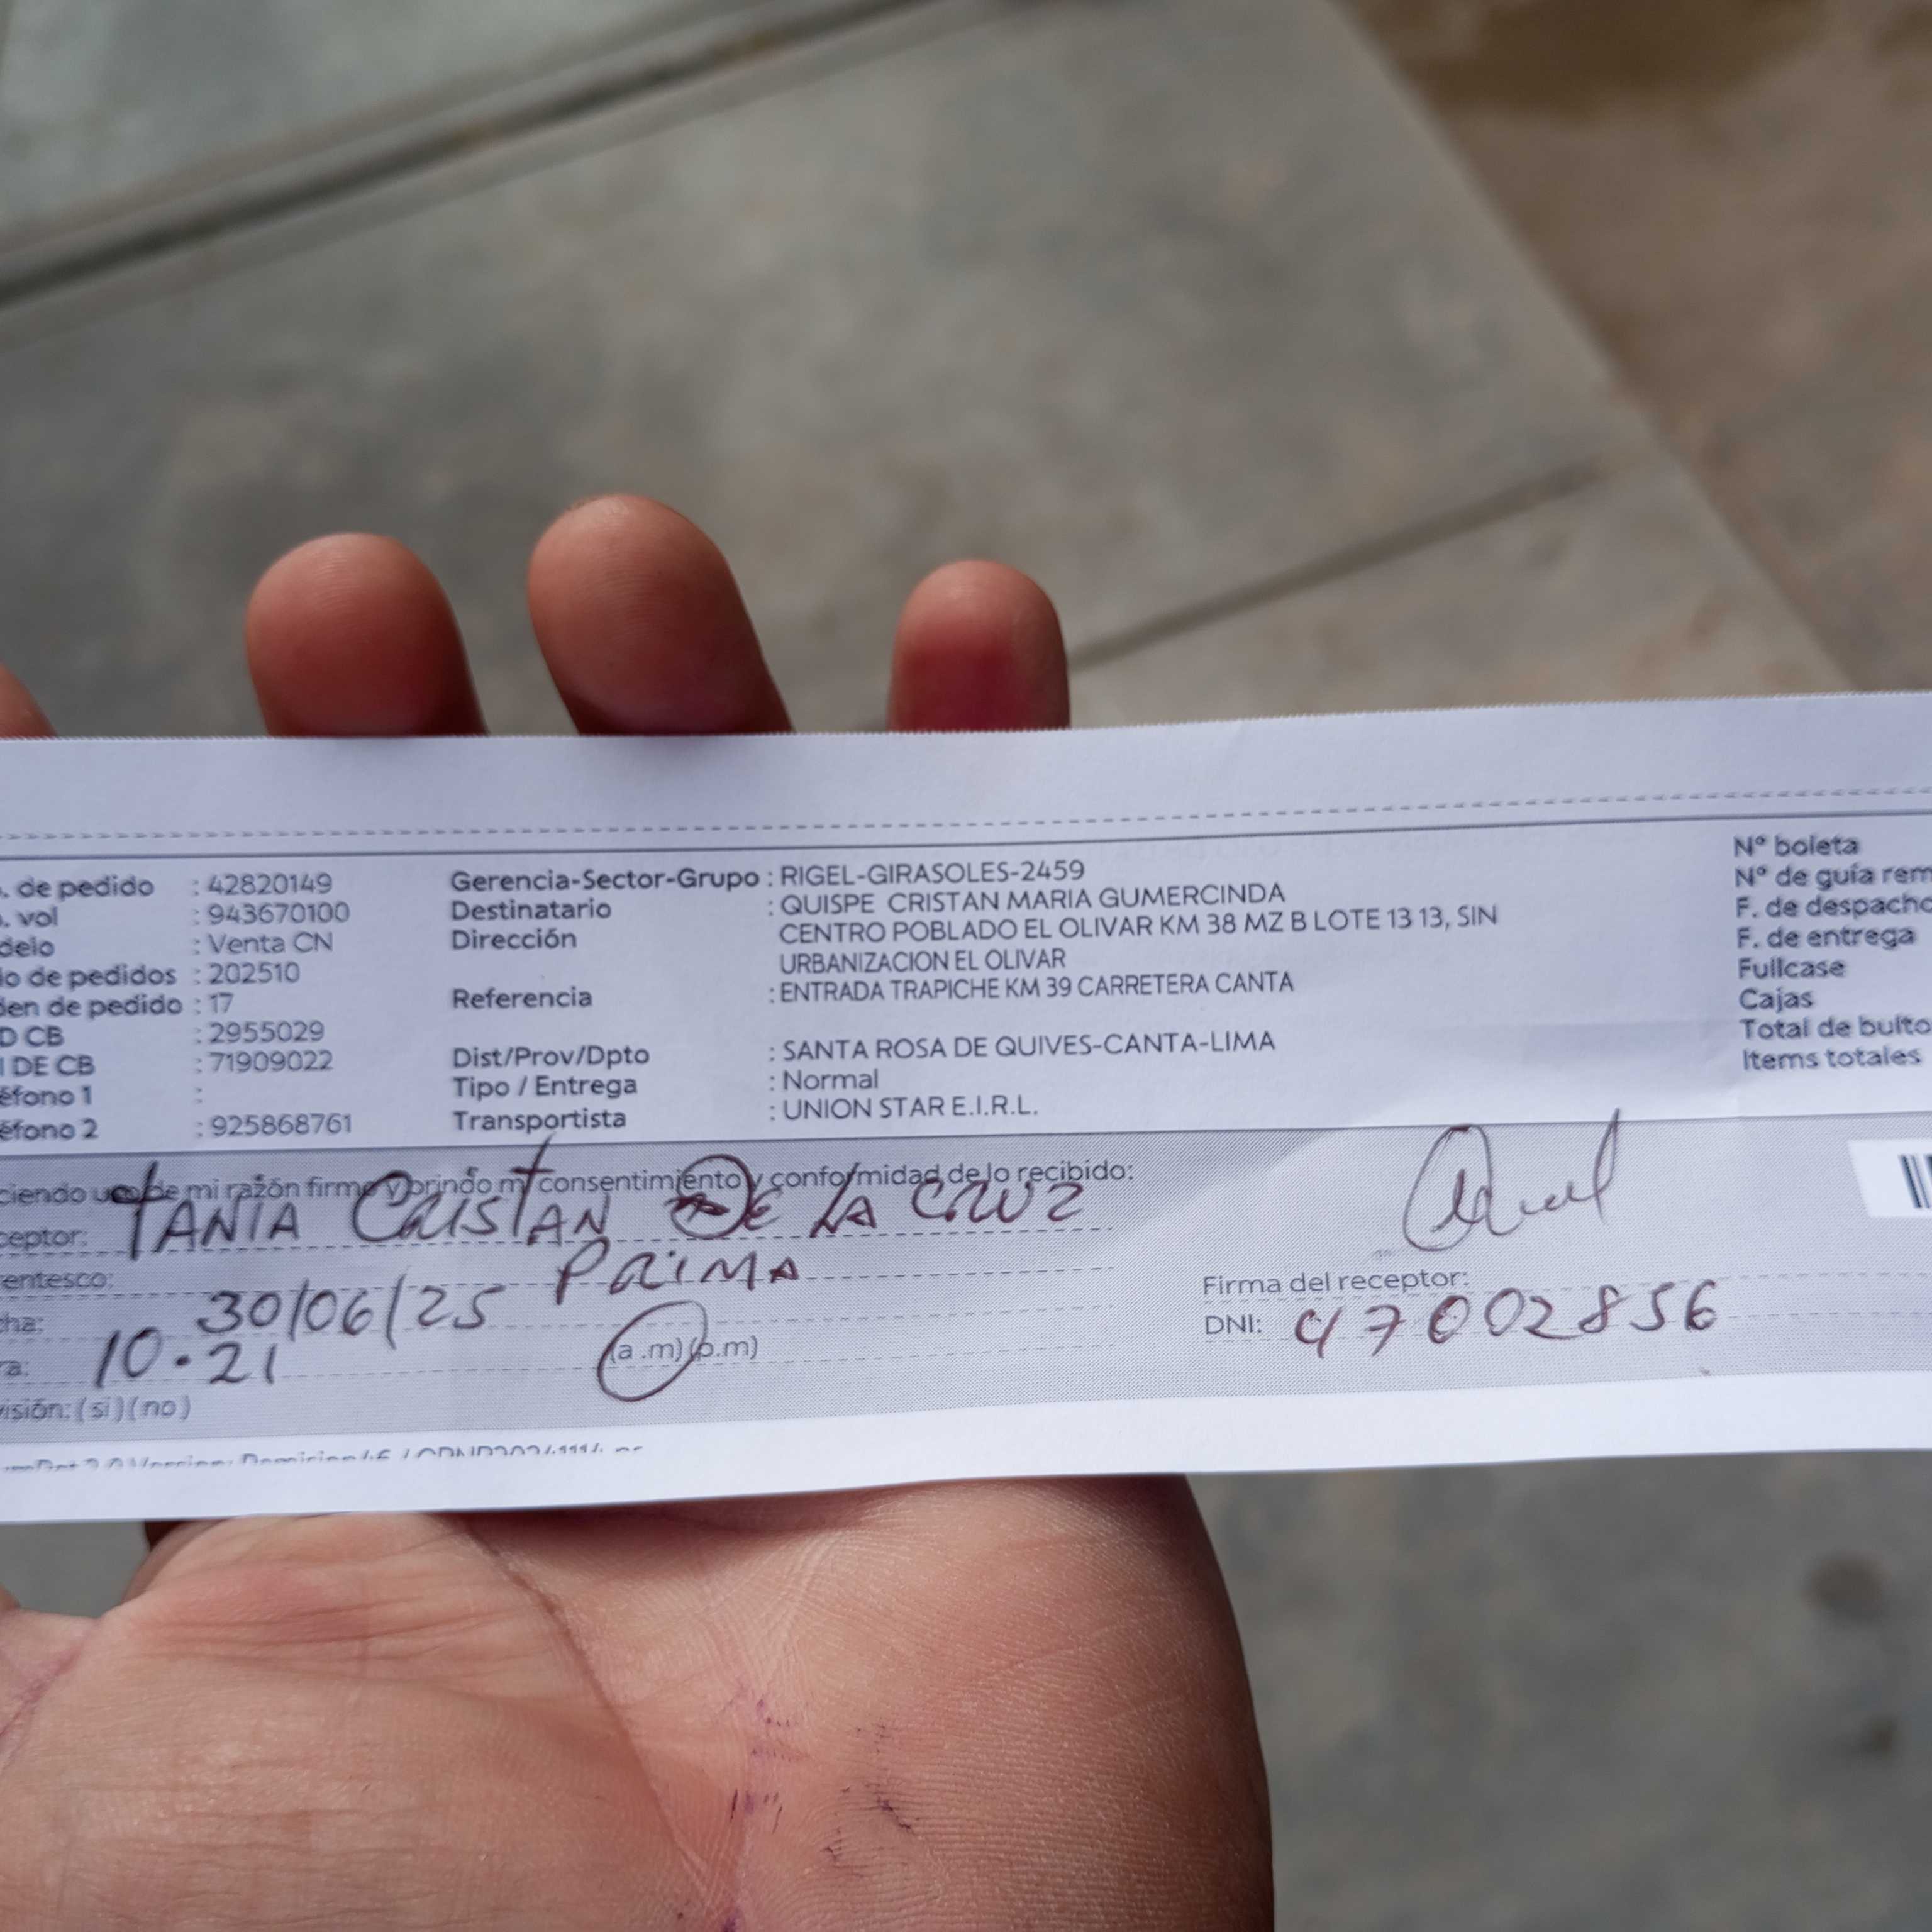 . de pedido : 42820149
. vol : 943670100
delo : Venta CN
o de pedidos : 202510
den de pedido : 17
D CB : 2955029
I DE CB : 71909022
éfono 1 :
éfono 2 : 925868761
Gerencia-Sector-Grupo : RIGEL-GIRASOLES-2459
Destinatario : QUISPE CRISTAN MARIA GUMERCINDA
Dirección : CENTRO POBLADO EL OLIVAR KM 38 MZ B LOTE 13 13, SIN
URBANIZACION EL OLIVAR
Referencia : ENTRADA TRAPICHE KM 39 CARRETERA CANTA
Dist/Prov/Dpto : SANTA ROSA DE QUIVES-CANTA-LIMA
Tipo / Entrega : Normal
Transportista : UNION STAR E.I.R.L.
Nº boleta
Nº de guía rem
F. de despacho
F. de entrega
Fullcase
Cajas
Total de bulto
Items totales
ciendo uso de mi razón firmo y brindo mi consentimiento y conformidad de lo recibido:
ceptor: TANIA CRISTAN DE LA CRUZ
entesco: PRIMA
cha: 30/06/25
a: 10.21 (a.m)(p.m)
visión: (si)(no)
Firma del receptor:
DNI: 47002856